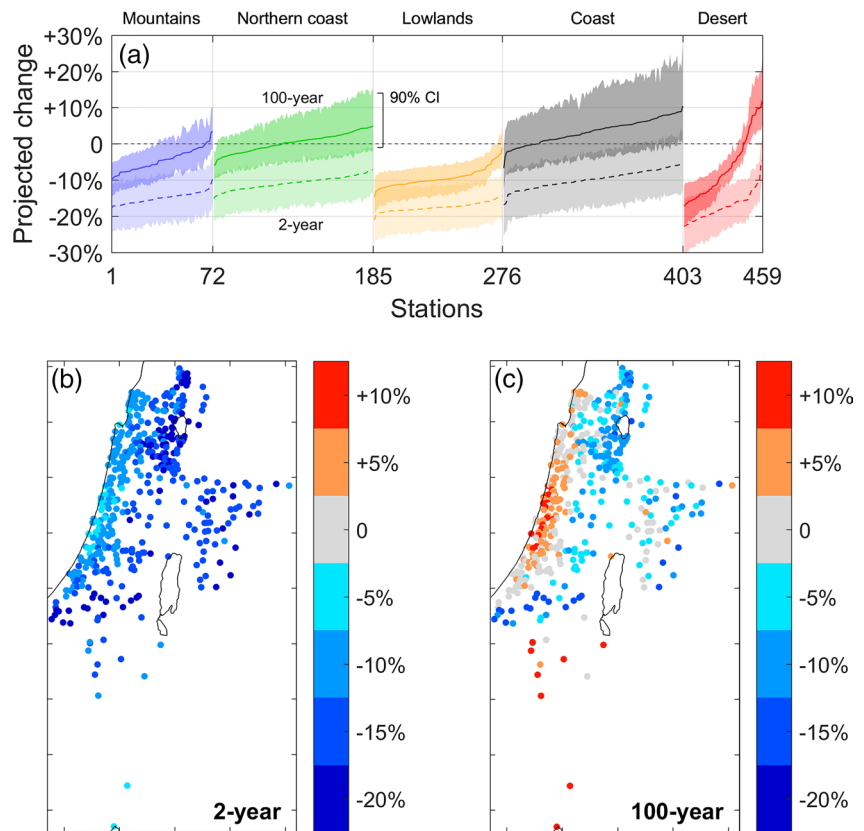 Mountains Northern coast Lowlands Coast Desert
+30%
(a)
+20%
100-year 90% CI
+10%
0
-10%
-20%
2-year
-30%
Projected change
1 72 185 276 403 459
Stations
(b)
+10%
+5%
0
-5%
-10%
-15%
-20%
2-year
(c)
+10%
+5%
0
-5%
-10%
-15%
-20%
100-year